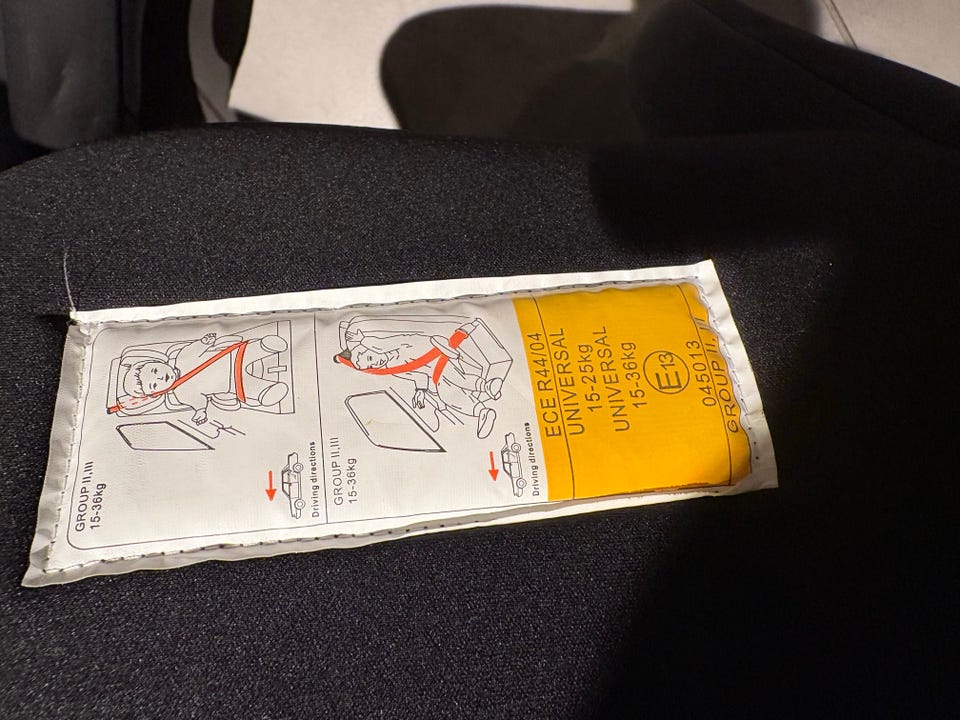 GROUP II.III
15-36kg
Driving directions
GROUP II.III
15-36kg
Driving directions
ECE R44/04
UNIVERSAL
15-25kg
UNIVERSAL
15-36kg
E13
045013
GROUP II.